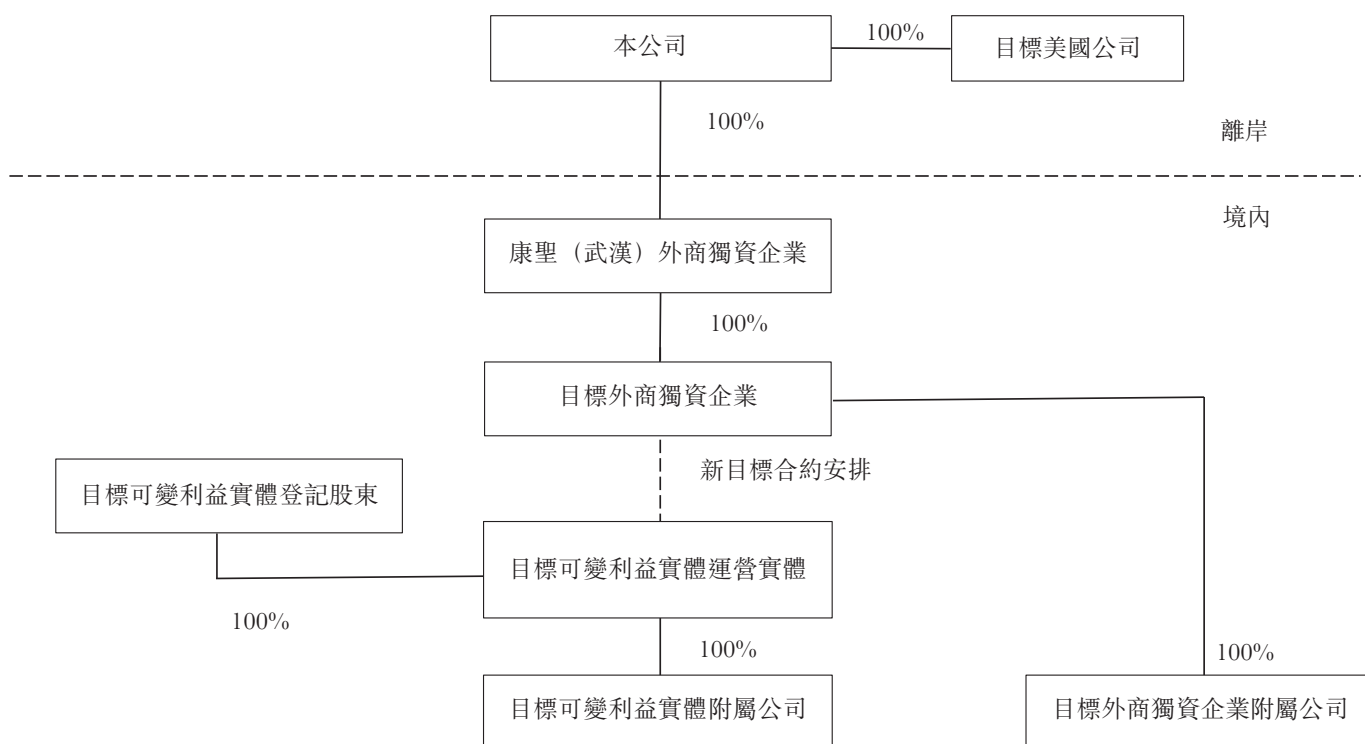 本公司
100%
目標美國公司
100%
離岸
境內
康聖（武漢）外商獨資企業
100%
目標外商獨資企業
新目標合約安排
目標可變利益實體登記股東
目標可變利益實體運營實體
100%
100%
100%
目標可變利益實體附屬公司
目標外商獨資企業附屬公司